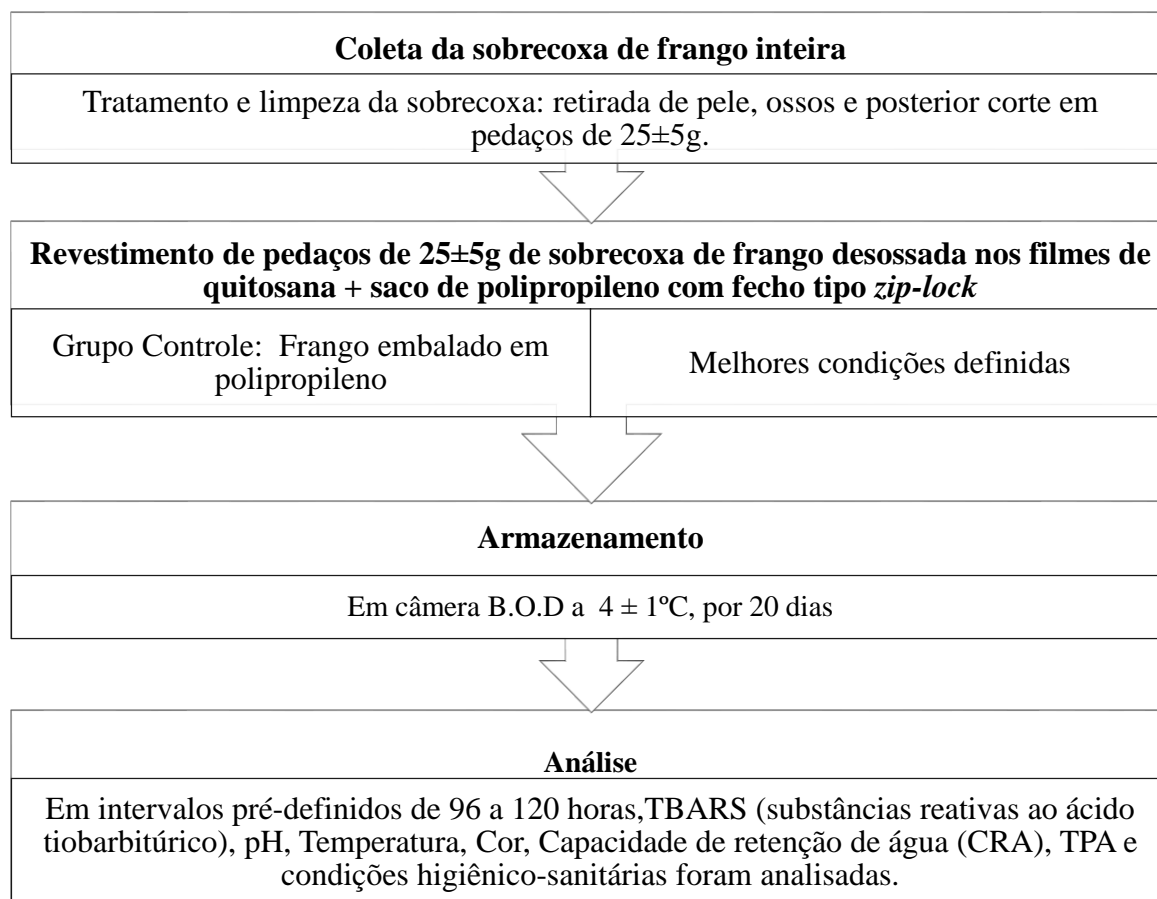 Coleta da sobrecoxa de frango inteira
Tratamento e limpeza da sobrecoxa: retirada de pele, ossos e posterior corte em
pedaços de 25±5g.
Revestimento de pedaços de 25±5g de sobrecoxa de frango desossada nos filmes de
quitosana + saco de polipropileno com fecho tipo zip-lock
Grupo Controle: Frango embalado em
polipropileno
Melhores condições definidas
Armazenamento
Em câmera B.O.D a 4 ± 1ºC, por 20 dias
Análise
Em intervalos pré-definidos de 96 a 120 horas,TBARS (substâncias reativas ao ácido
tiobarbitúrico), pH, Temperatura, Cor, Capacidade de retenção de água (CRA), TPA e
condições higiênico-sanitárias foram analisadas.